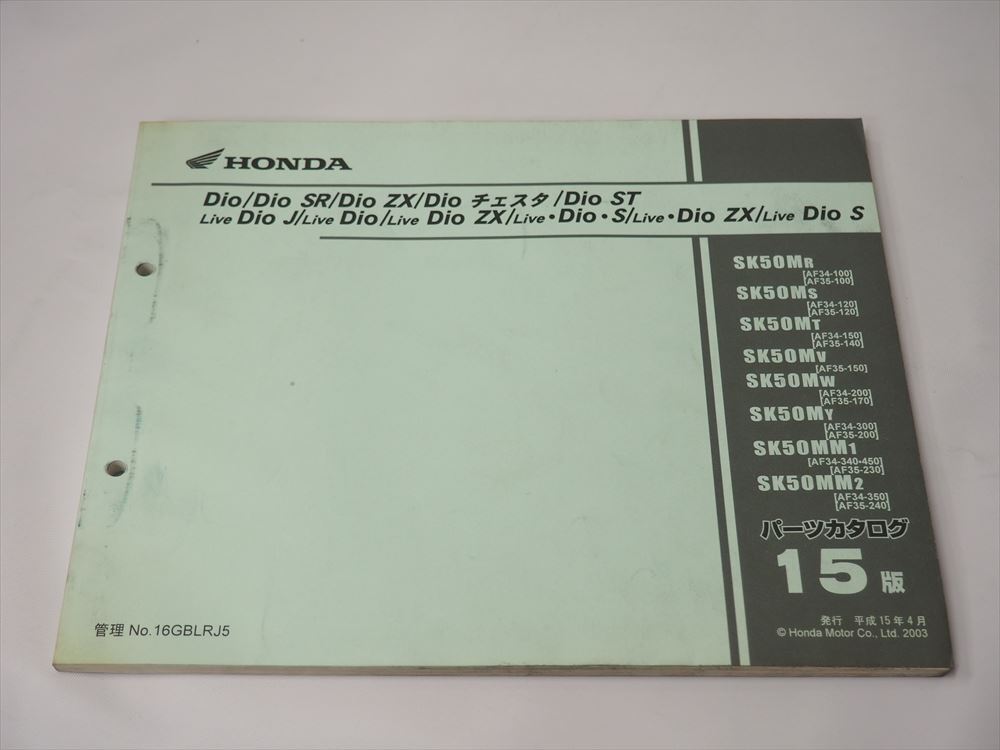 HONDA
Dio/Dio SR/Dio ZX/Dio チェスタ/Dio ST
Live Dio J/Live Dio/Live Dio ZX/Live・Dio・S/Live・Dio ZX/Live Dio S
SK50MR
[AF34-100]
[AF35-100]
SK50MS
[AF34-120]
[AF35-120]
SK50MT
[AF34-150]
[AF35-140]
SK50MV
[AF35-150]
SK50MW
[AF34-200]
[AF35-170]
SK50MY
[AF34-300]
[AF35-200]
SK50MM1
[AF34-340・450]
[AF35-230]
SK50MM2
[AF34-350]
[AF35-240]
パーツカタログ
15版
発行 平成15年4月
© Honda Motor Co., Ltd. 2003
管理 No.16GBLRJ5